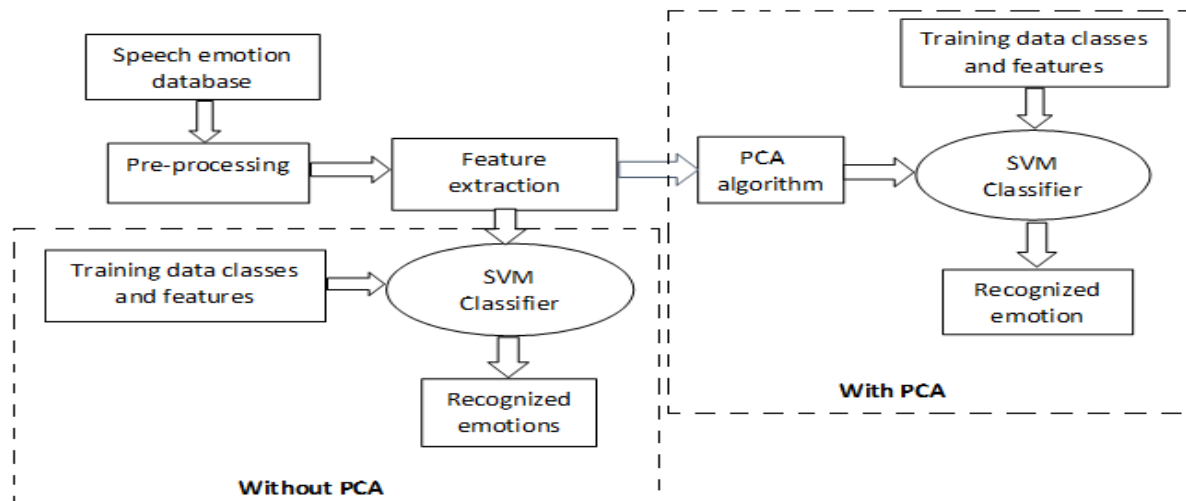 Speech emotion
database
Pre-processing
Feature
extraction
Training data classes
and features
SVM
Classifier
Recognized
emotions
Without PCA
PCA
algorithm
Training data classes
and features
SVM
Classifier
Recognized
emotion
With PCA